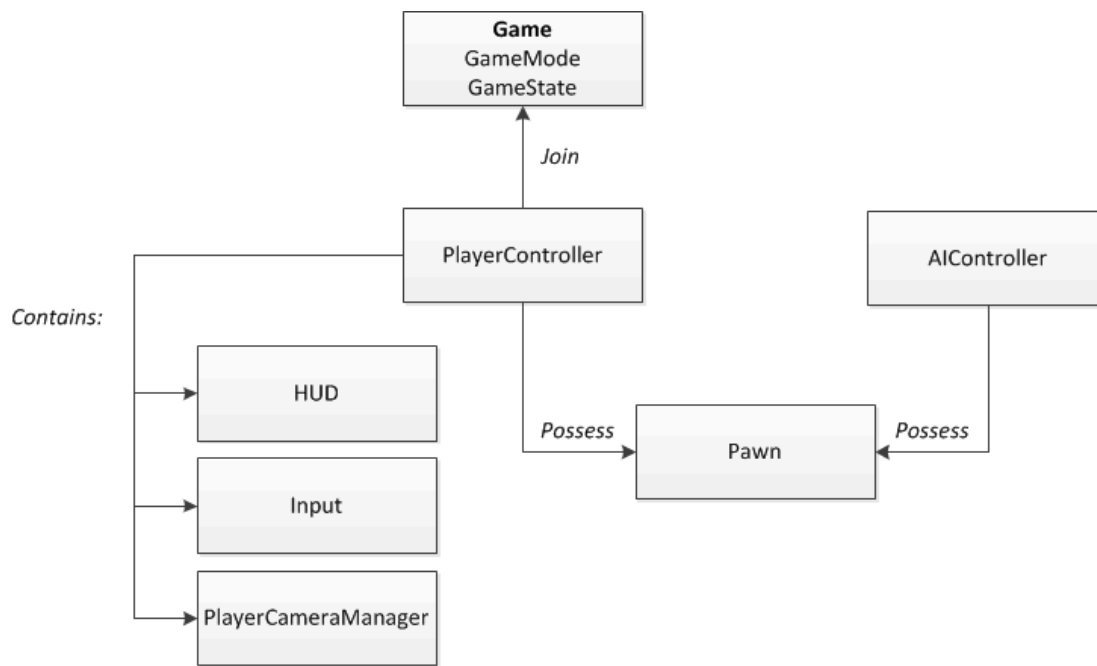 Game
GameMode
GameState
Join
PlayerController
AIController
Contains:
HUD
Possess
Possess
Pawn
Input
PlayerCameraManager